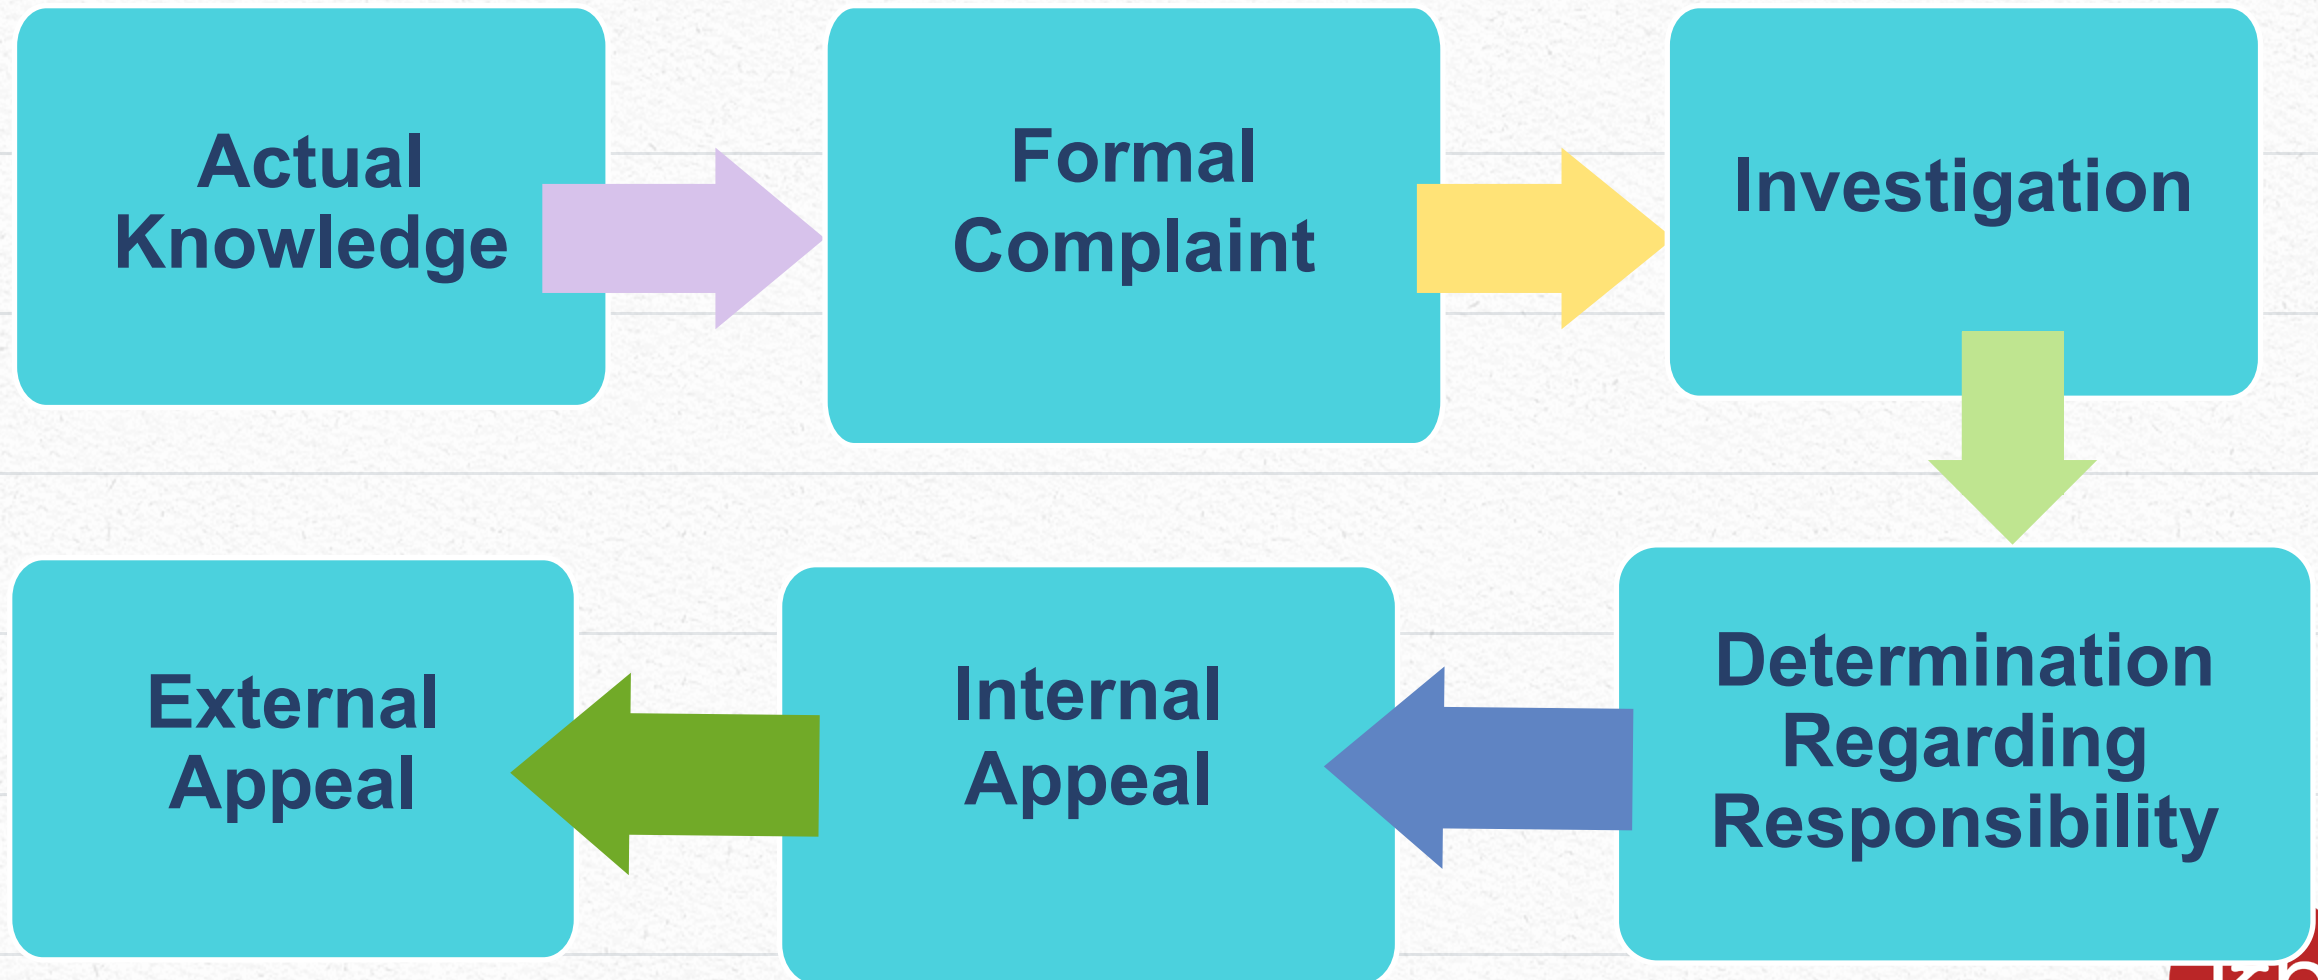 Actual
Knowledge
Formal
Complaint
Investigation
Determination
Regarding
Responsibility
Internal
Appeal
External
Appeal